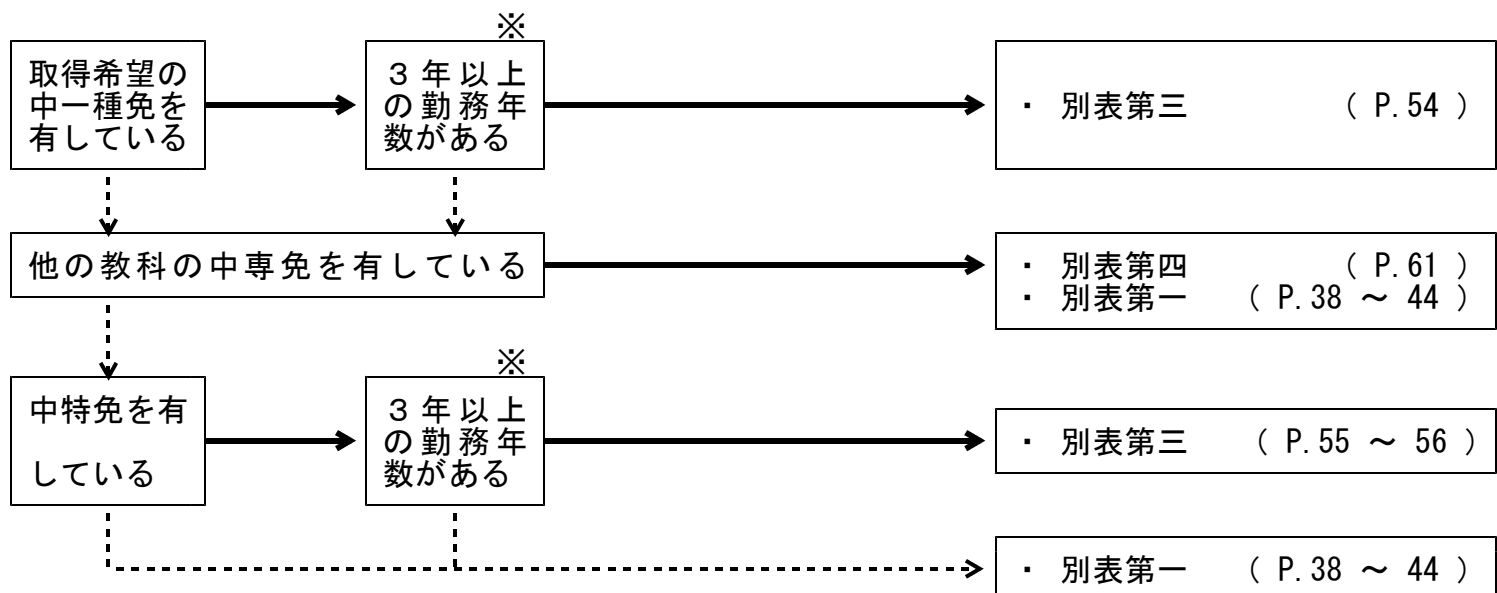 ※
取得希望の
中一種免を
有している
３年以上
の勤務年
数がある
・ 別表第三 （ P.54 ）
他の教科の中専免を有している
・ 別表第四 （ P.61 ）
・ 別表第一 （ P.38 ～ 44 ）
※
中特免を有
している
３年以上
の勤務年
数がある
・ 別表第三 （ P.55 ～ 56 ）
・ 別表第一 （ P.38 ～ 44 ）